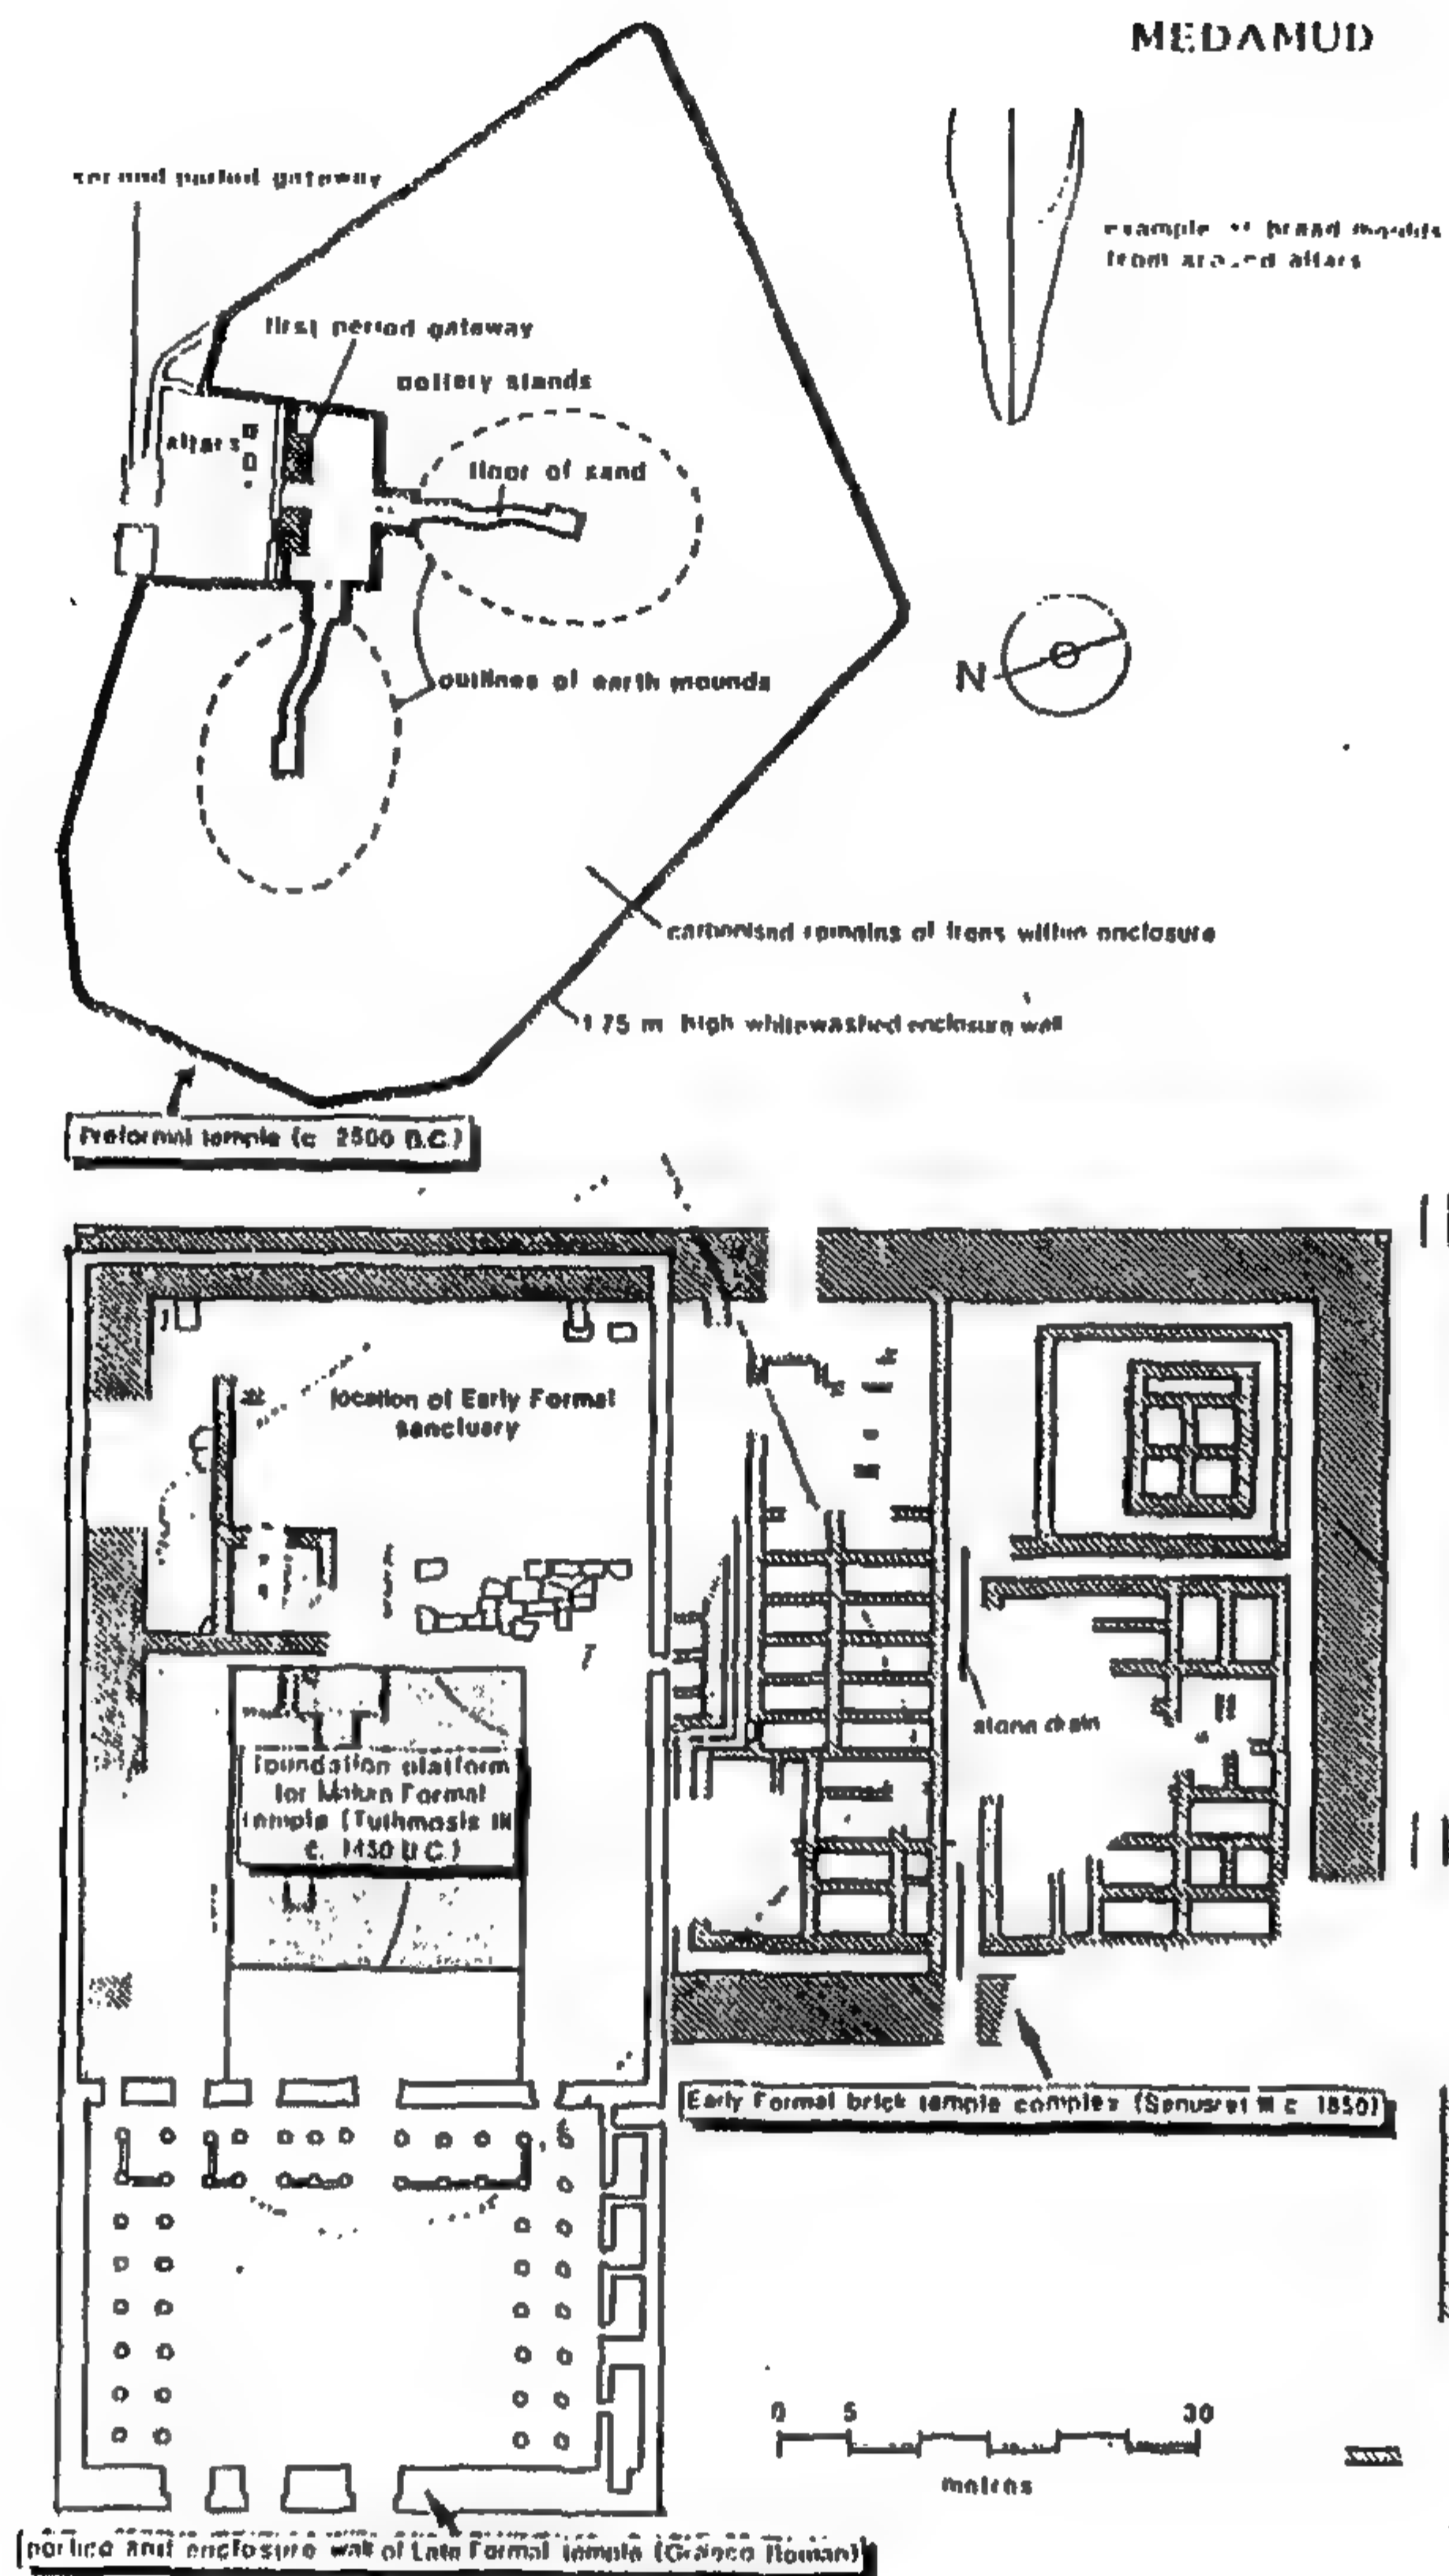 MEDAMUD
second period gateway
example of bread moulds
from around altars
first period gateway
pottery stands
altars
floor of sand
N
outlines of earth mounds
carbonised remains of trees within enclosure
1.75 m high whitewashed enclosure wall
Preformal temple (c. 2500 B.C.)
location of Early Formal
sanctuary
stone drain
foundation platform
for Mature Formal
temple (Tuthmosis III
c. 1450 B.C.)
Early Formal brick temple complex (Senusret III c. 1850)
0 5 30
metres
portico and enclosure wall of Late Formal temple (Graeco Roman)